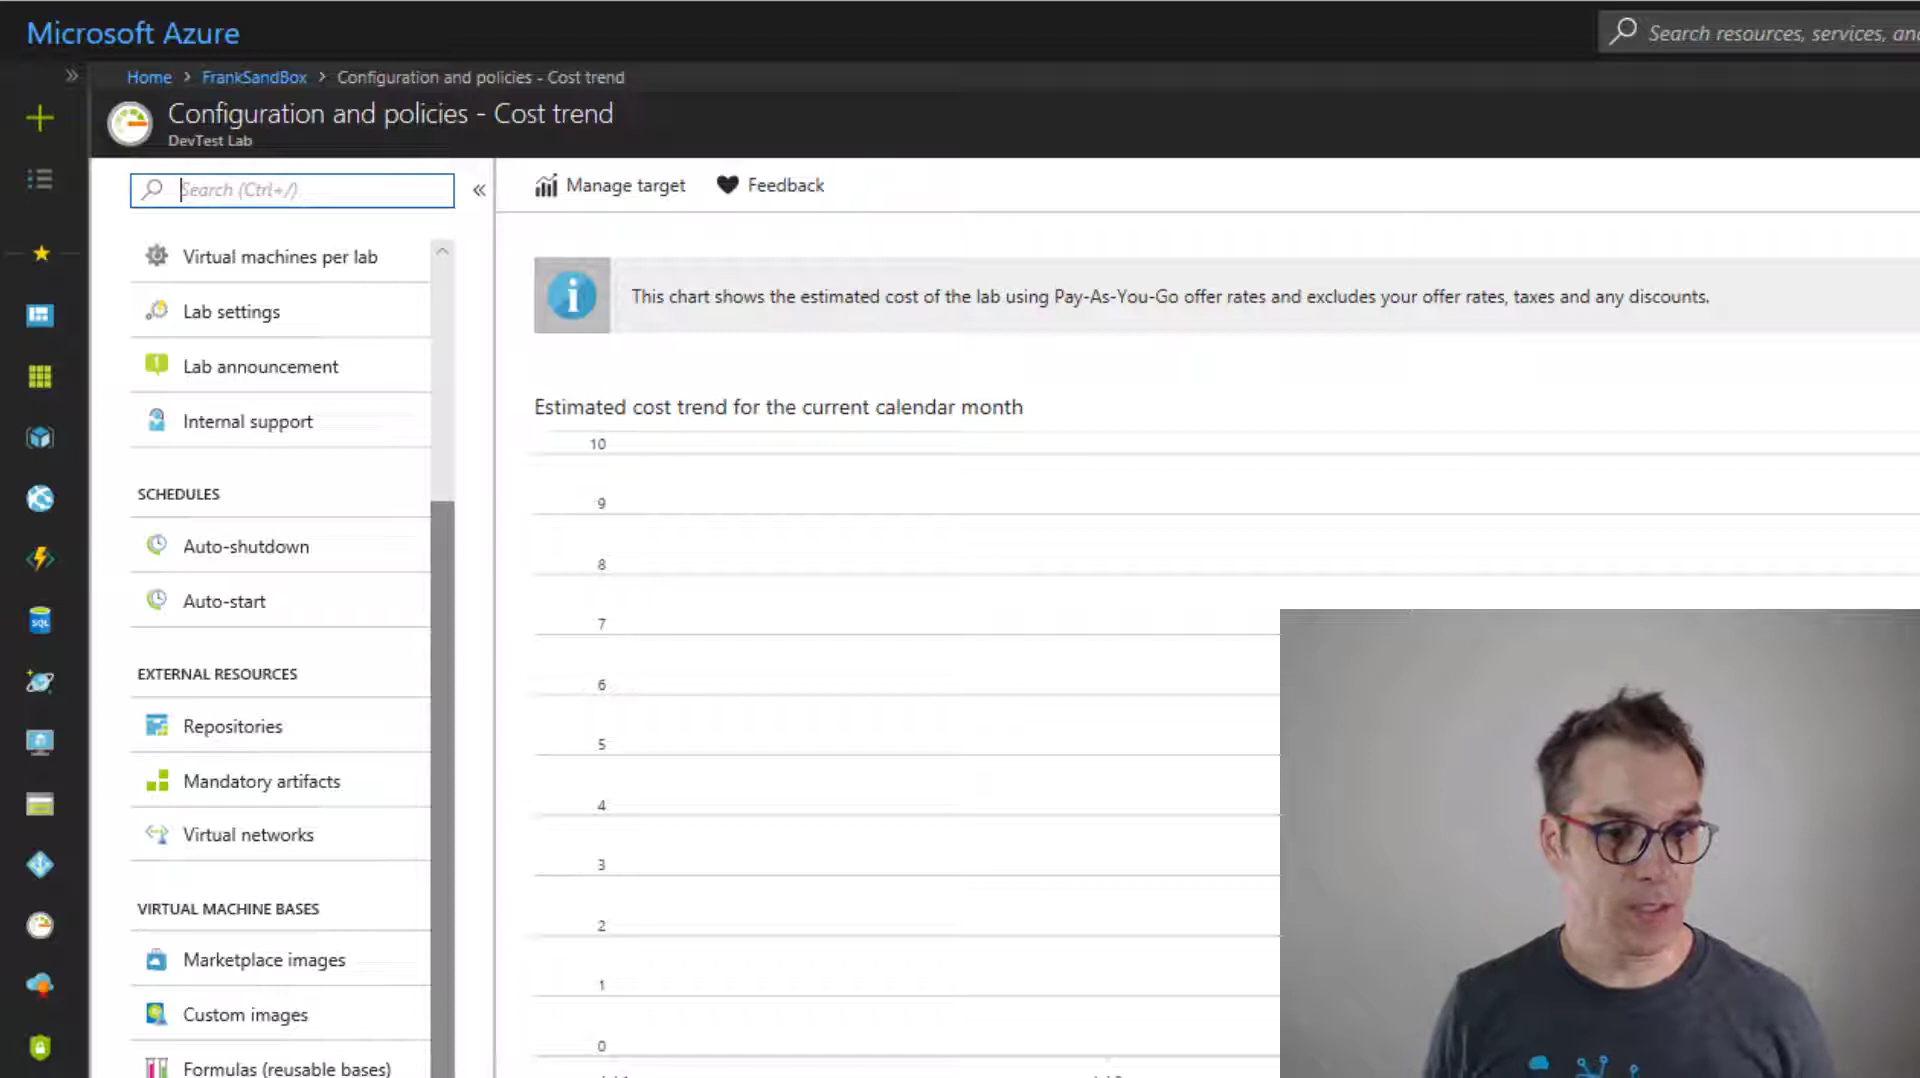 Microsoft Azure
Search resources, services, and
Home > FrankSandBox > Configuration and policies - Cost trend
Configuration and policies - Cost trend
DevTest Lab
Search (Ctrl+/)
Manage target
Feedback
Virtual machines per lab
Lab settings
Lab announcement
Internal support
SCHEDULES
Auto-shutdown
Auto-start
EXTERNAL RESOURCES
Repositories
Mandatory artifacts
Virtual networks
VIRTUAL MACHINE BASES
Marketplace images
Custom images
Formulas (reusable bases)
This chart shows the estimated cost of the lab using Pay-As-You-Go offer rates and excludes your offer rates, taxes and any discounts.
Estimated cost trend for the current calendar month
10
9
8
7
6
5
4
3
2
1
0
SQL